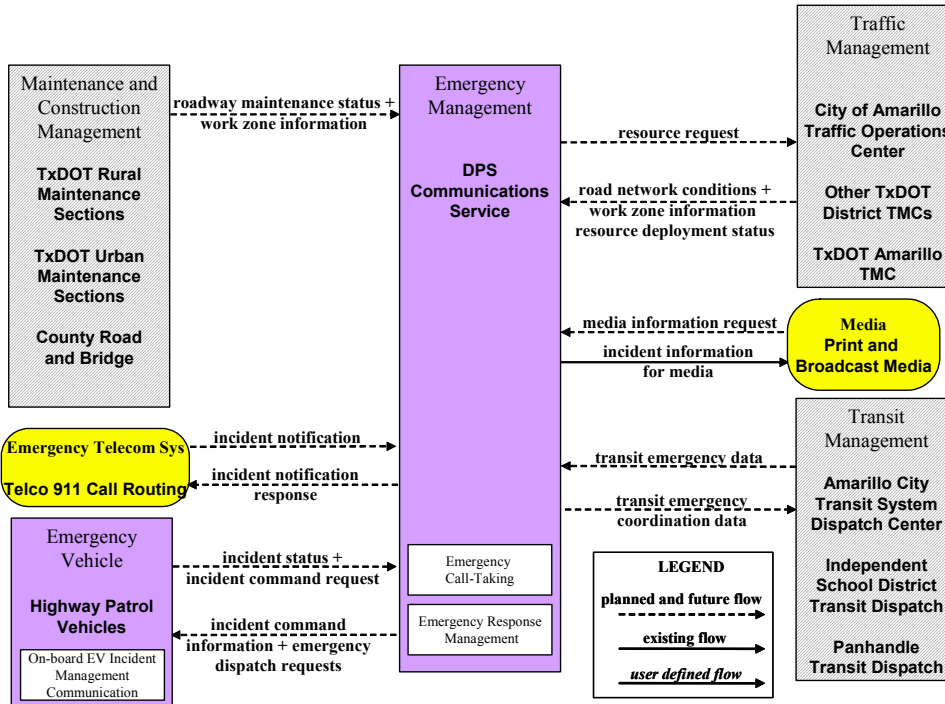 Maintenance and
Construction
Management
TxDOT Rural
Maintenance
Sections
TxDOT Urban
Maintenance
Sections
County Road
and Bridge
roadway maintenance status +
work zone information
Emergency
Management
DPS
Communications
Service
Emergency
Call-Taking
Emergency Response
Management
Traffic
Management
City of Amarillo
Traffic Operations
Center
Other TxDOT
District TMCs
TxDOT Amarillo
TMC
resource request
road network conditions +
work zone information
resource deployment status
media information request
incident information
for media
Media
Print and
Broadcast Media
Emergency Telecom Sys
Telco 911 Call Routing
incident notification
incident notification
response
Emergency
Vehicle
Highway Patrol
Vehicles
On-board EV Incident
Management
Communication
incident status +
incident command request
incident command
information + emergency
dispatch requests
Transit
Management
Amarillo City
Transit System
Dispatch Center
Independent
School District
Transit Dispatch
Panhandle
Transit Dispatch
transit emergency data
transit emergency
coordination data
LEGEND
planned and future flow
existing flow
user defined flow